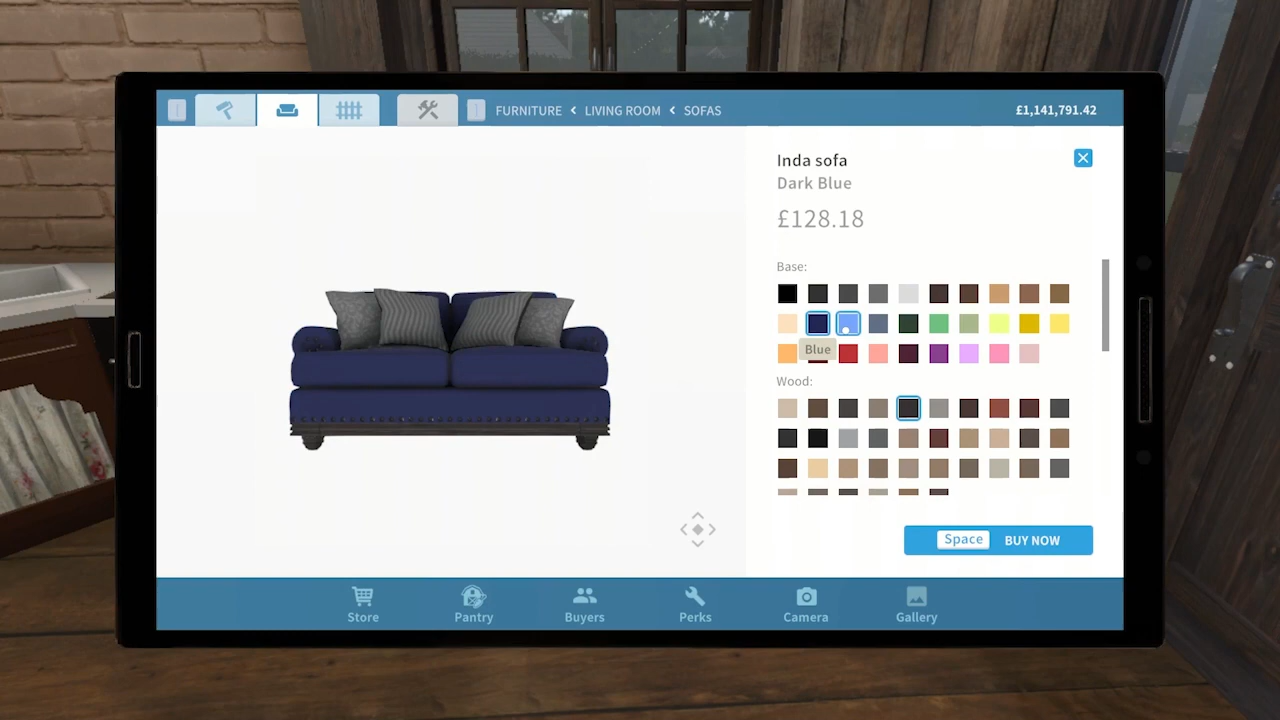 FURNITURE < LIVING ROOM < SOFAS
£1,141,791.42
Inda sofa
Dark Blue
£128.18
Base:
Blue
Wood:
Space BUY NOW
Store Pantry Buyers Perks Camera Gallery